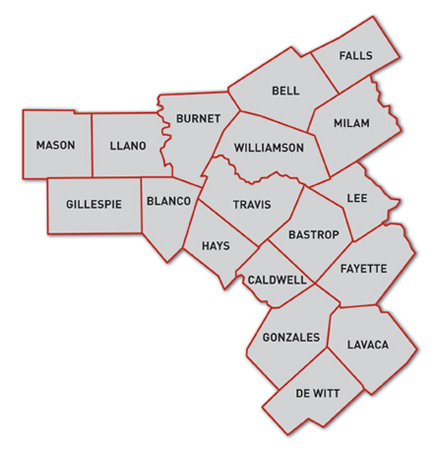 FALLS
BELL
BURNET
MILAM
MASON
LLANO
WILLIAMSON
GILLESPIE
BLANCO
TRAVIS
LEE
BASTROP
HAYS
FAYETTE
CALDWELL
GONZALES
LAVACA
DE WITT